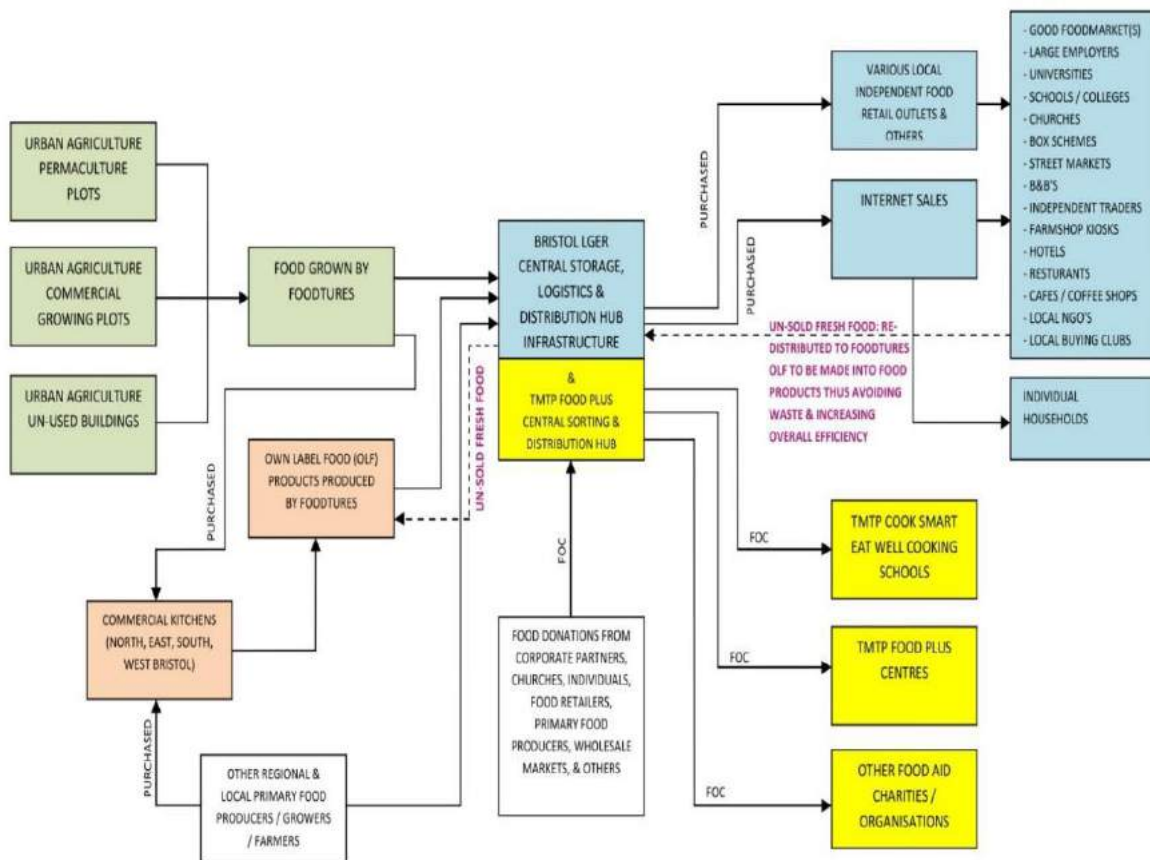 URBAN AGRICULTURE
PERMACULTURE
PLOTS
URBAN AGRICULTURE
COMMERCIAL
GROWING PLOTS
URBAN AGRICULTURE
UN-USED BUILDINGS
FOOD GROWN BY
FOODTURES
PURCHASED
OWN LABEL FOOD (OLF)
PRODUCTS PRODUCED
BY FOODTURES
COMMERCIAL KITCHENS
(NORTH, EAST, SOUTH,
WEST BRISTOL)
PURCHASED
OTHER REGIONAL &
LOCAL PRIMARY FOOD
PRODUCERS / GROWERS
/ FARMERS
UN-SOLD FRESH FOOD
BRISTOL LGER
CENTRAL STORAGE,
LOGISTICS &
DISTRIBUTION HUB
INFRASTRUCTURE
&
TMTP FOOD PLUS
CENTRAL SORTING &
DISTRIBUTION HUB
FOC
FOOD DONATIONS FROM
CORPORATE PARTNERS,
CHURCHES, INDIVIDUALS,
FOOD RETAILERS,
PRIMARY FOOD
PRODUCERS, WHOLESALE
MARKETS, & OTHERS
PURCHASED
PURCHASED
VARIOUS LOCAL
INDEPENDENT FOOD
RETAIL OUTLETS &
OTHERS
INTERNET SALES
UN-SOLD FRESH FOOD: RE-
DISTRIBUTED TO FOODTURES
OLF TO BE MADE INTO FOOD
PRODUCTS THUS AVOIDING
WASTE & INCREASING
OVERALL EFFICIENCY
- GOOD FOODMARKET(S)
- LARGE EMPLOYERS
- UNIVERSITIES
- SCHOOLS / COLLEGES
- CHURCHES
- BOX SCHEMES
- STREET MARKETS
- B&B'S
- INDEPENDENT TRADERS
- FARMSHOP KIOSKS
- HOTELS
- RESTURANTS
- CAFES / COFFEE SHOPS
- LOCAL NGO'S
- LOCAL BUYING CLUBS
INDIVIDUAL
HOUSEHOLDS
FOC
TMTP COOK SMART
EAT WELL COOKING
SCHOOLS
FOC
TMTP FOOD PLUS
CENTRES
FOC
OTHER FOOD AID
CHARITIES /
ORGANISATIONS